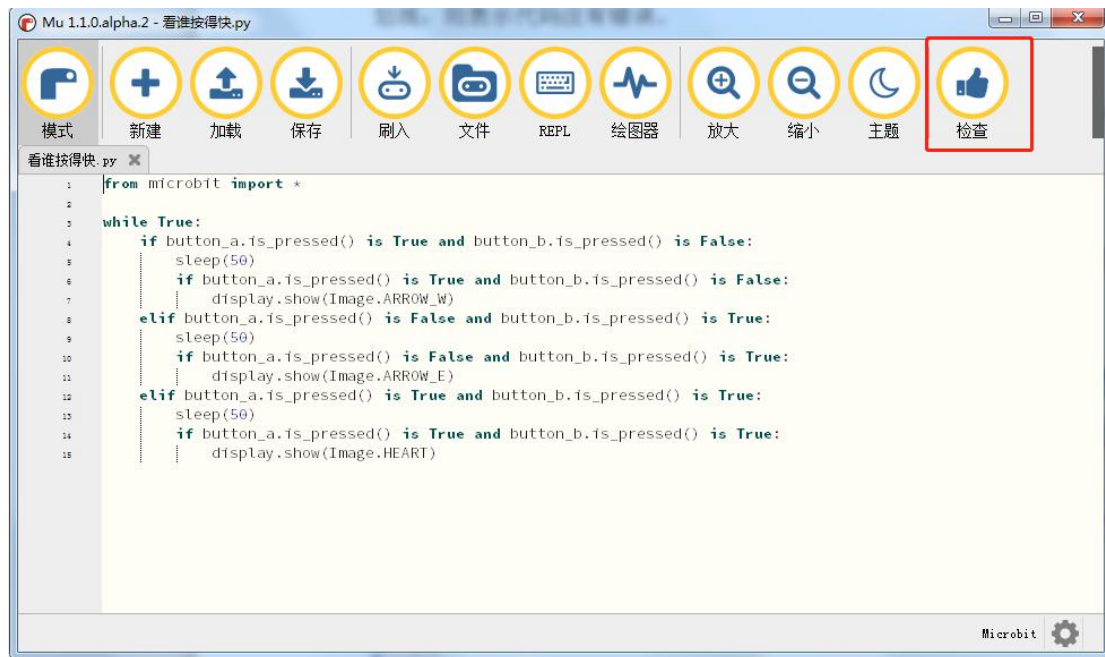 Mu 1.1.0.alpha.2 - 看谁按得快.py
模式 新建 加载 保存 刷入 文件 REPL 绘图器 放大 缩小 主题 检查
看谁按得快.py
1 from microbit import *
2
3 while True:
4 if button_a.is_pressed() is True and button_b.is_pressed() is False:
5 sleep(50)
6 if button_a.is_pressed() is True and button_b.is_pressed() is False:
7 display.show(Image.ARROW_W)
8 elif button_a.is_pressed() is False and button_b.is_pressed() is True:
9 sleep(50)
10 if button_a.is_pressed() is False and button_b.is_pressed() is True:
11 display.show(Image.ARROW_E)
12 elif button_a.is_pressed() is True and button_b.is_pressed() is True:
13 sleep(50)
14 if button_a.is_pressed() is True and button_b.is_pressed() is True:
15 display.show(Image.HEART)
Microbit